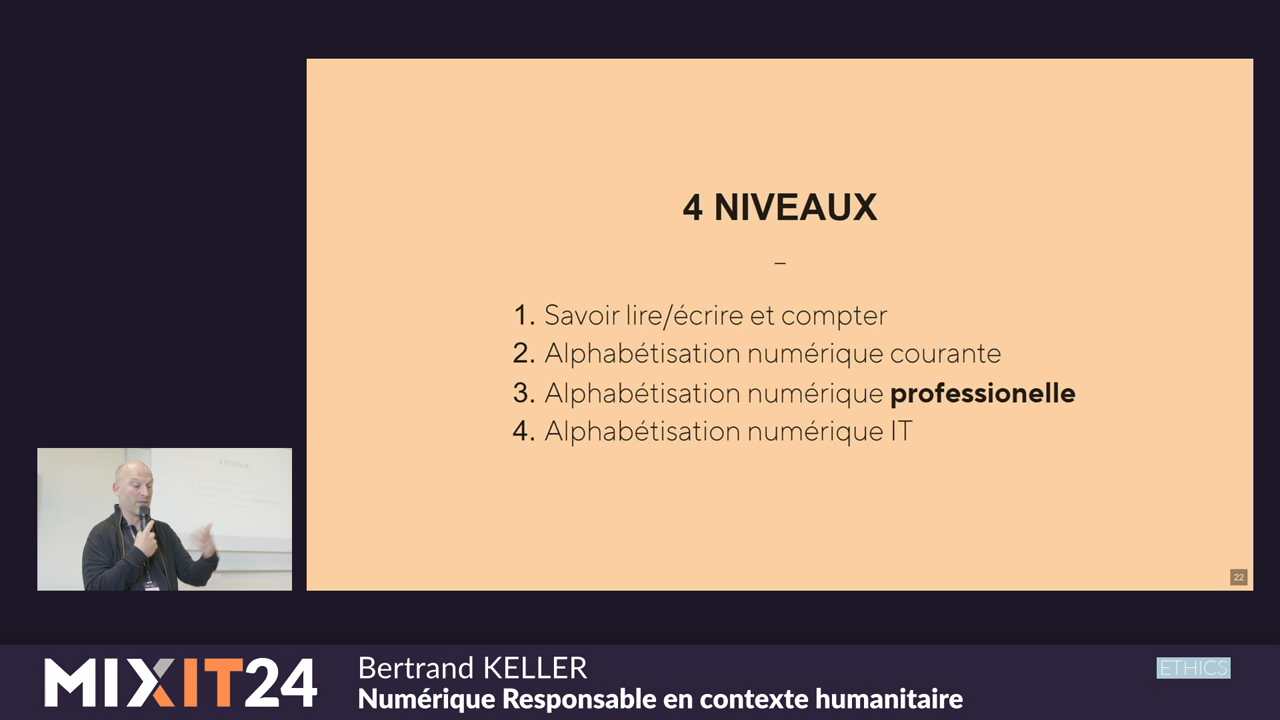 4 NIVEAUX
–
1. Savoir lire/écrire et compter
2. Alphabétisation numérique courante
3. Alphabétisation numérique professionelle
4. Alphabétisation numérique IT
22
MIXIT24
Bertrand KELLER
Numérique Responsable en contexte humanitaire
ETHICS